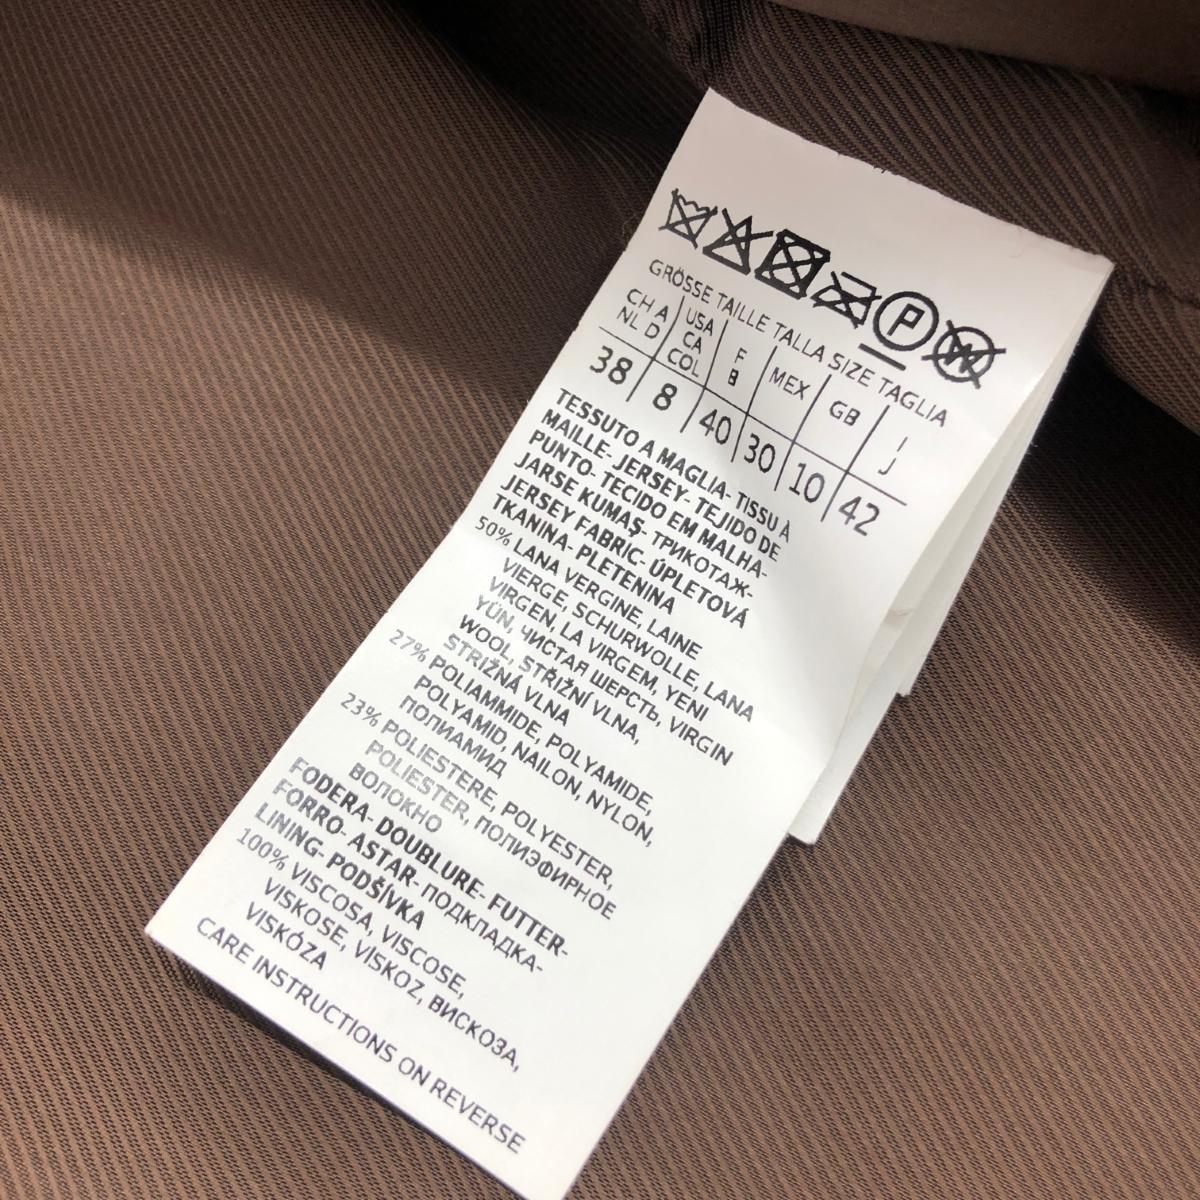 P
W
GRÖSSE TAILLE TALLA SIZE TAGLIA
CH A NL D | USA CA COL | F B | MEX | GB | I J
38 | 8 | 40 | 30 | 10 | 42
TESSUTO A MAGLIA- TISSU À
MAILLE- JERSEY- TEJIDO DE
PUNTO- TECIDO EM MALHA-
JARSE KUMAŞ- ТРИКОТАЖ-
JERSEY FABRIC- ÚPLETOVÁ
TKANINA- PLETENINA
50% LANA VERGINE, LAINE
VIERGE, SCHURWOLLE, LANA
VIRGEN, LA VIRGEM, YENI
YÜN, ЧИСТАЯ ШЕРСТЬ, VIRGIN
WOOL, STŘIŽNÍ VLNA,
STRIŽNÁ VLNA
27% POLIAMMIDE, POLYAMIDE,
POLYAMID, NAILON, NYLON,
ПОЛИАМИД
23% POLIESTERE, POLYESTER,
POLIESTER, ПОЛИЭФИРНОЕ
ВОЛОКНО
FODERA- DOUBLURE- FUTTER-
FORRO- ASTAR- ПОДКЛАДКА-
LINING- PODŠÍVKA
100% VISCOSA, VISCOSE,
VISKOSE, VİSKOZ, ВИСКОЗА,
VISKÓZA
CARE INSTRUCTIONS ON REVERSE